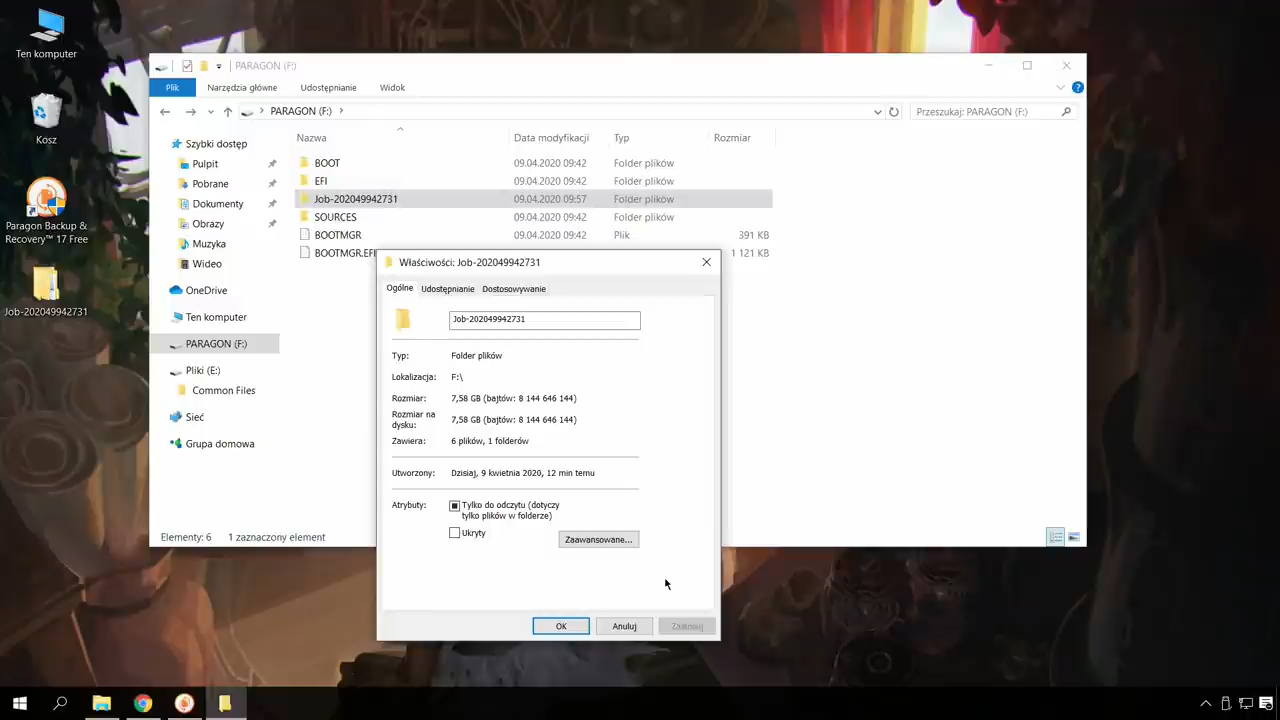 Ten komputer
Kosz
Paragon Backup &
Recovery™ 17 Free
Job-202049942731
PARAGON (F:)
Plik
Narzędzia główne
Udostępnianie
Widok
PARAGON (F:)
Przeszukaj: PARAGON (F:)
Szybki dostęp
Pulpit
Pobrane
Dokumenty
Obrazy
Muzyka
Wideo
OneDrive
Ten komputer
PARAGON (F:)
Pliki (E:)
Common Files
Sieć
Grupa domowa
Nazwa Data modyfikacji Typ Rozmiar
BOOT 09.04.2020 09:42 Folder plików
EFI 09.04.2020 09:42 Folder plików
Job-202049942731 09.04.2020 09:57 Folder plików
SOURCES 09.04.2020 09:42 Folder plików
BOOTMGR 09.04.2020 09:42 Plik 391 KB
BOOTMGR.EFI 1 121 KB
Elementy: 6 1 zaznaczony element
Właściwości: Job-202049942731
Ogólne Udostępnianie Dostosowywanie
Job-202049942731
Typ: Folder plików
Lokalizacja: F:\
Rozmiar: 7,58 GB (bajtów: 8 144 646 144)
Rozmiar na
dysku: 7,58 GB (bajtów: 8 144 646 144)
Zawiera: 6 plików, 1 folderów
Utworzony: Dzisiaj, 9 kwietnia 2020, 12 min temu
Atrybuty: Tylko do odczytu (dotyczy
tylko plików w folderze)
Ukryty
Zaawansowane...
OK Anuluj Zastosuj